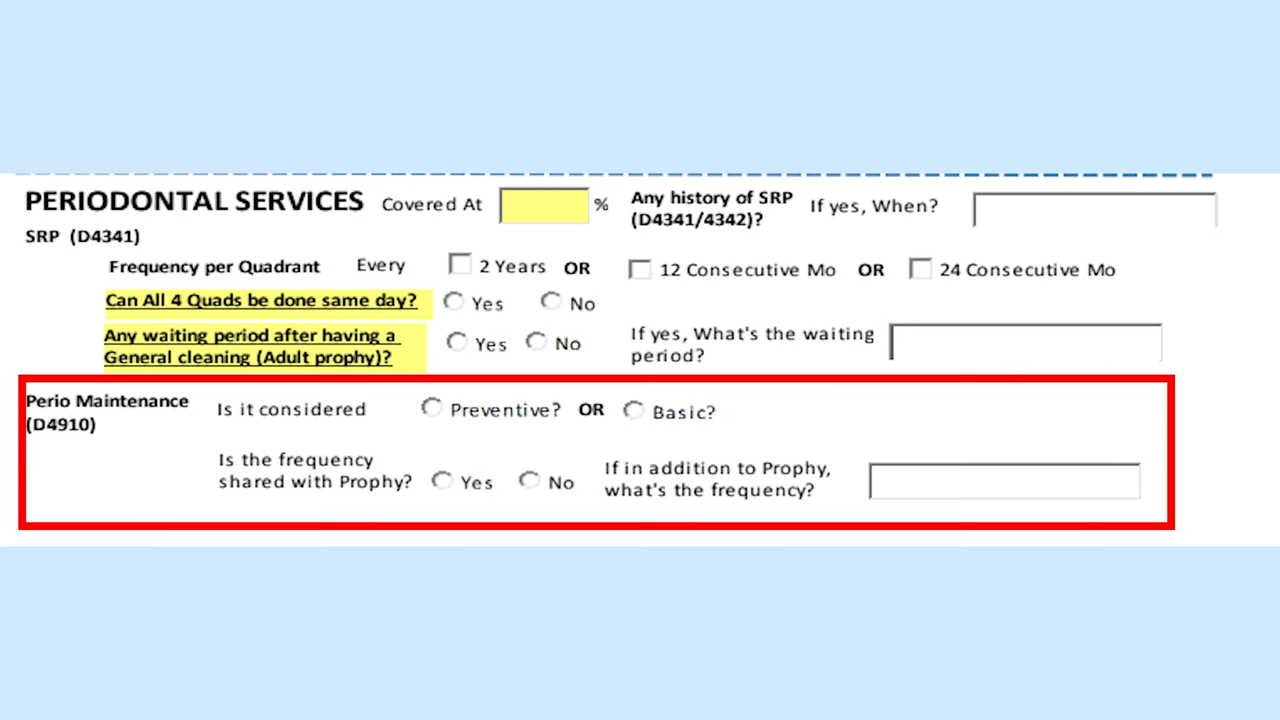 PERIODONTAL SERVICES Covered At % Any history of SRP (D4341/4342)? If yes, When?
SRP (D4341)
Frequency per Quadrant Every 2 Years OR 12 Consecutive Mo OR 24 Consecutive Mo
Can All 4 Quads be done same day? Yes No
Any waiting period after having a
General cleaning (Adult prophy)? Yes No If yes, What's the waiting
period?
Perio Maintenance
(D4910) Is it considered Preventive? OR Basic?
Is the frequency
shared with Prophy? Yes No If in addition to Prophy,
what's the frequency?